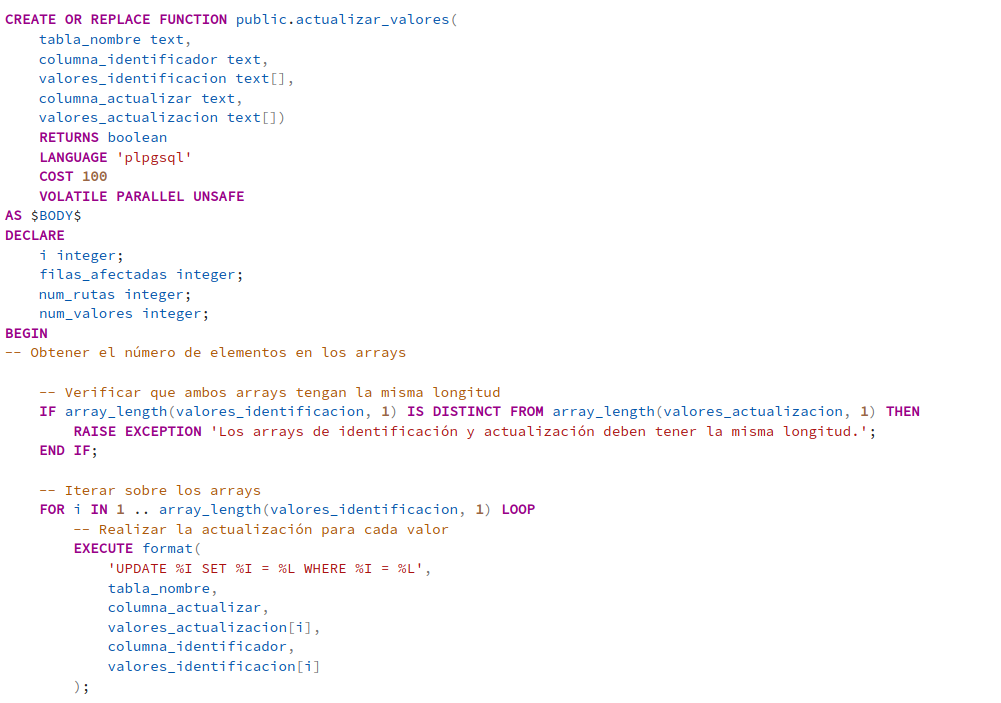 CREATE OR REPLACE FUNCTION public.actualizar_valores(
    tabla_nombre text,
    columna_identificador text,
    valores_identificacion text[],
    columna_actualizar text,
    valores_actualizacion text[])
    RETURNS boolean
    LANGUAGE 'plpgsql'
    COST 100
    VOLATILE PARALLEL UNSAFE
AS $BODY$
DECLARE
    i integer;
    filas_afectadas integer;
    num_rutas integer;
    num_valores integer;
BEGIN
-- Obtener el número de elementos en los arrays
    -- Verificar que ambos arrays tengan la misma longitud
    IF array_length(valores_identificacion, 1) IS DISTINCT FROM array_length(valores_actualizacion, 1) THEN
        RAISE EXCEPTION 'Los arrays de identificación y actualización deben tener la misma longitud.';
    END IF;
    -- Iterar sobre los arrays
    FOR i IN 1 .. array_length(valores_identificacion, 1) LOOP
        -- Realizar la actualización para cada valor
        EXECUTE format(
            'UPDATE %I SET %I = %L WHERE %I = %L',
            tabla_nombre,
            columna_actualizar,
            valores_actualizacion[i],
            columna_identificador,
            valores_identificacion[i]
        );